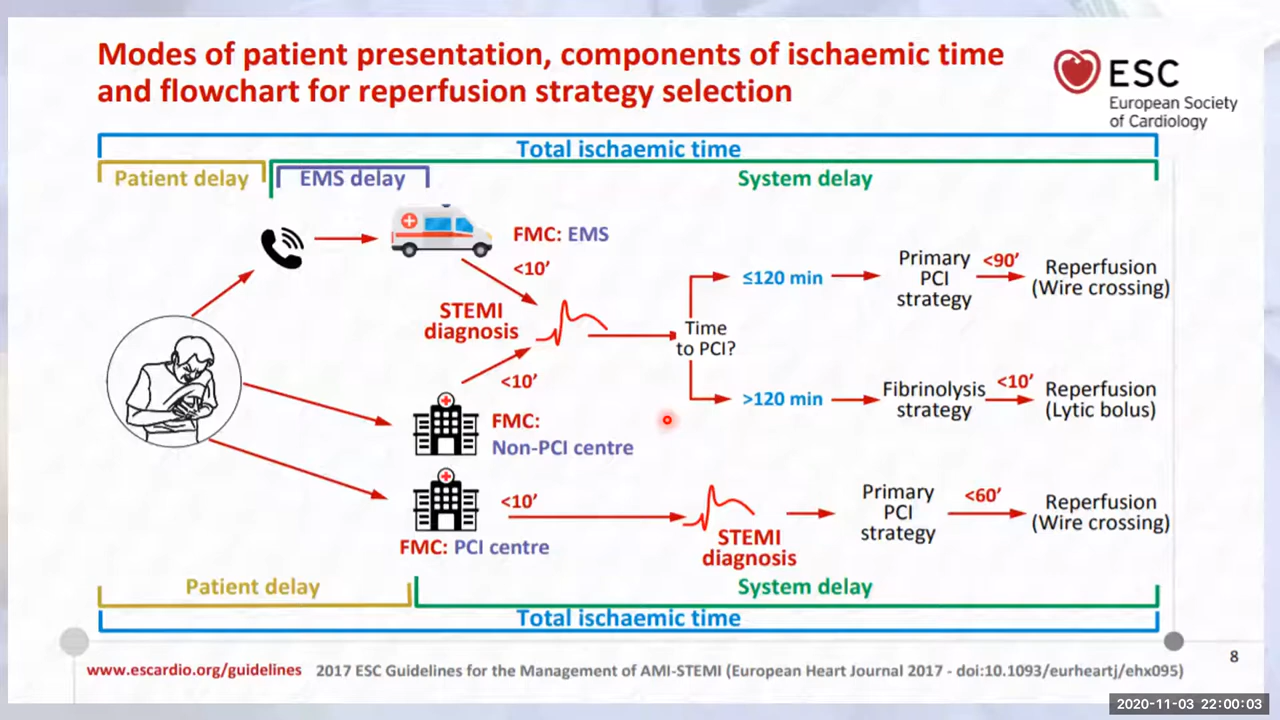 Modes of patient presentation, components of ischaemic time
and flowchart for reperfusion strategy selection
ESC
European Society
of Cardiology
Total ischaemic time
Patient delay
EMS delay
System delay
FMC: EMS
<10’
STEMI
diagnosis
<10’
FMC:
Non-PCI centre
Time
to PCI?
≤120 min
Primary
PCI
strategy
<90’
Reperfusion
(Wire crossing)
>120 min
Fibrinolysis
strategy
<10’
Reperfusion
(Lytic bolus)
FMC: PCI centre
<10’
STEMI
diagnosis
Primary
PCI
strategy
<60’
Reperfusion
(Wire crossing)
Patient delay
System delay
Total ischaemic time
8
www.escardio.org/guidelines 2017 ESC Guidelines for the Management of AMI-STEMI (European Heart Journal 2017 - doi:10.1093/eurheartj/ehx095)
2020-11-03 22:00:03